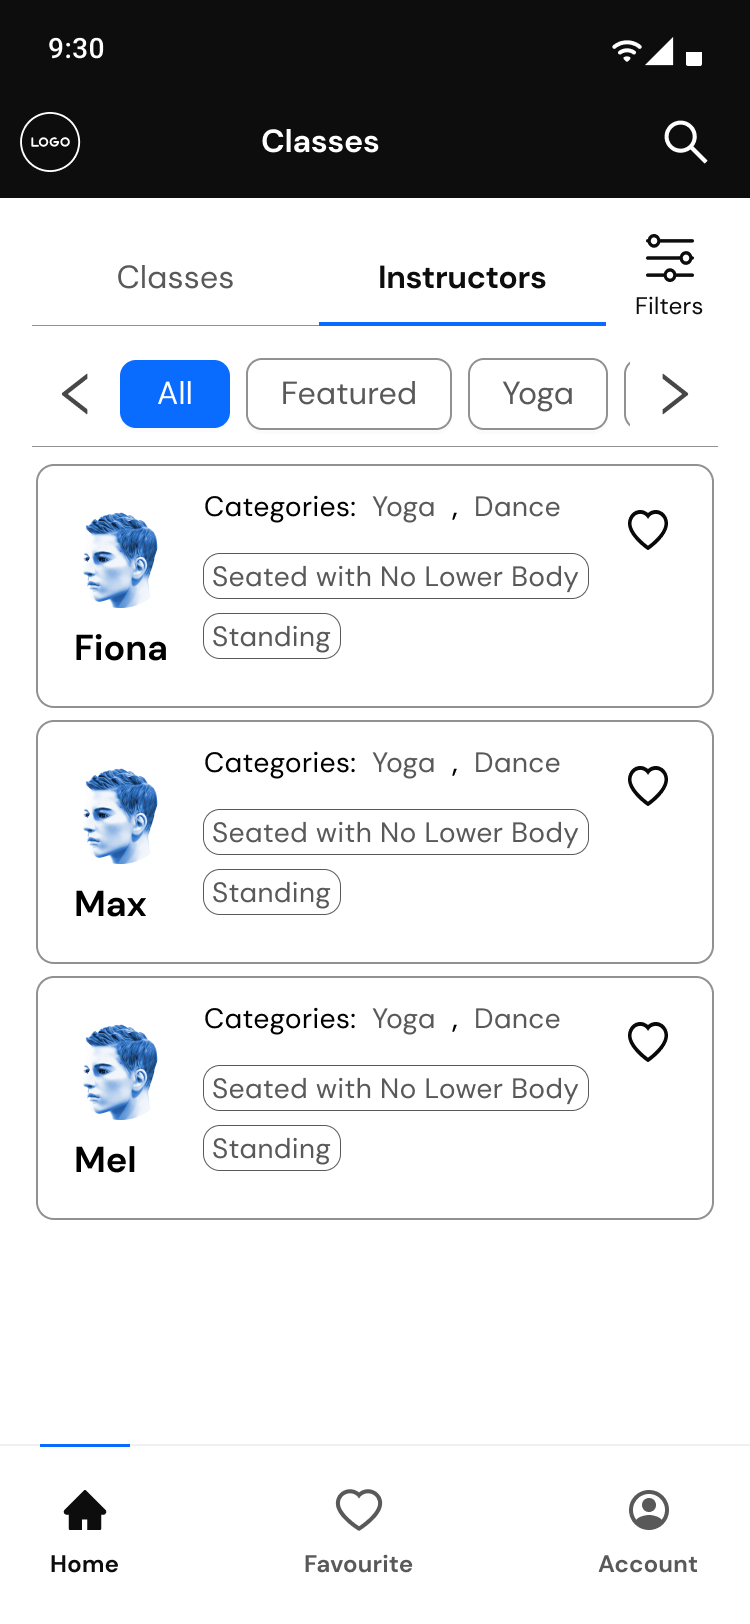 9:30
LOGO
Classes
Classes
Instructors
Filters
All
Featured
Yoga
Categories: Yoga , Dance
Seated with No Lower Body
Standing
Fiona
Categories: Yoga , Dance
Seated with No Lower Body
Standing
Max
Categories: Yoga , Dance
Seated with No Lower Body
Standing
Mel
Home
Favourite
Account